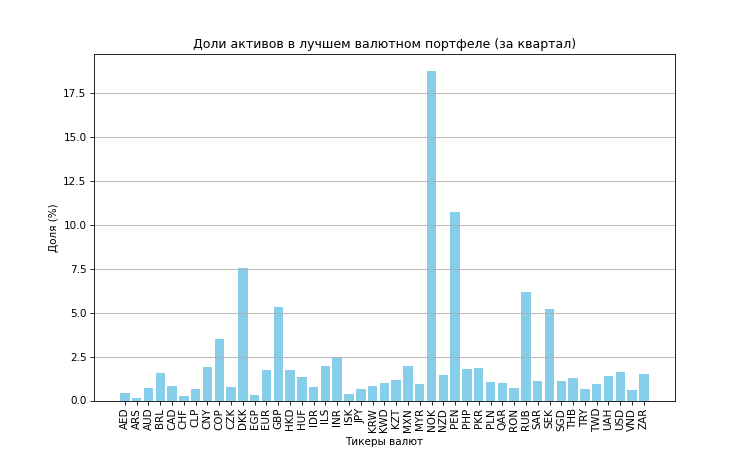 Доли активов в лучшем валютном портфеле (за квартал)
Доля (%)
17.5
15.0
12.5
10.0
7.5
5.0
2.5
0.0
AED ARS AUD BRL CAD CHF CLP CNY COP CZK DKK EGP EUR GBP HKD HUF IDR ILS INR ISK JPY KRW KWD KZT MXN MYR NOK NZD PEN PHP PKR PLN QAR RON RUB SAR SEK SGD THB TRY TWD UAH USD VND ZAR
Тикеры валют